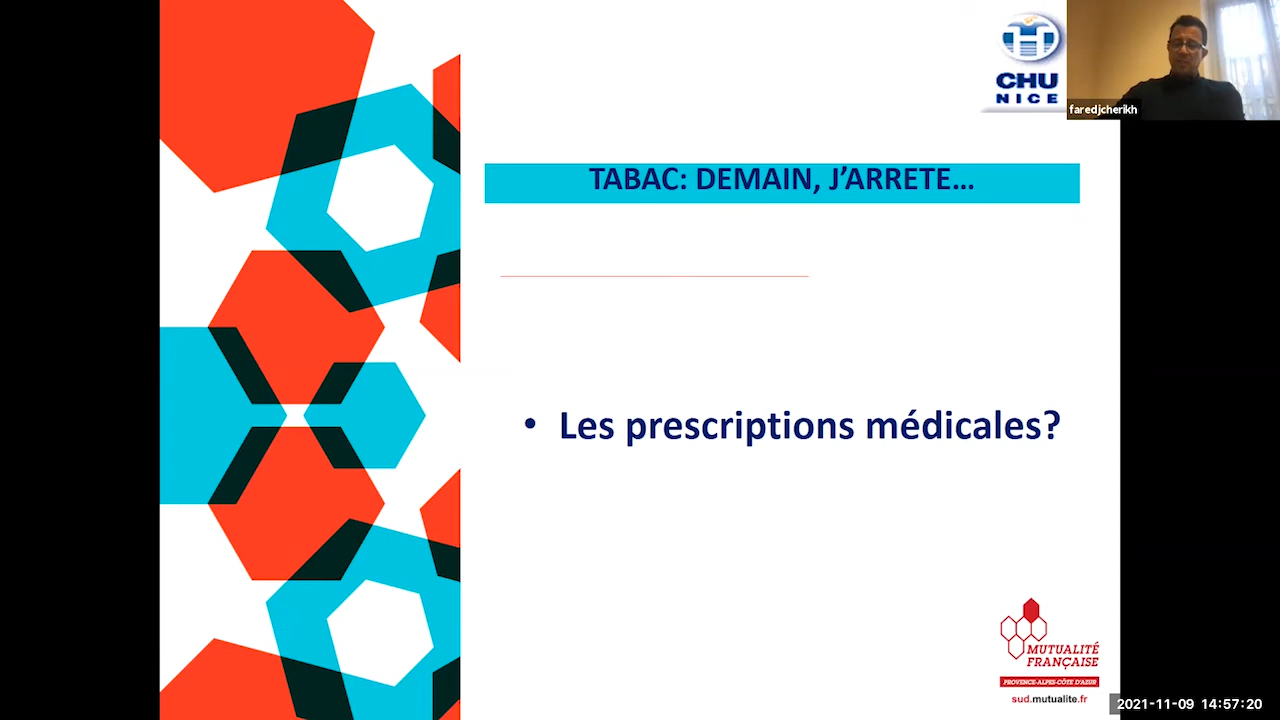 CHU
NICE
faredjcherikh
TABAC: DEMAIN, J’ARRETE…
• Les prescriptions médicales?
MUTUALITÉ
FRANÇAISE
PROVENCE-ALPES-CÔTE D'AZUR
sud.mutualite.fr
2021-11-09 14:57:20